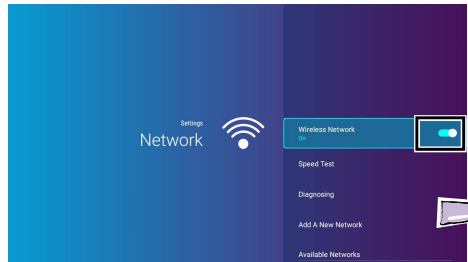 Settings
Network
Wireless Network
On
Speed Test
Diagnosing
Add A New Network
Available Networks